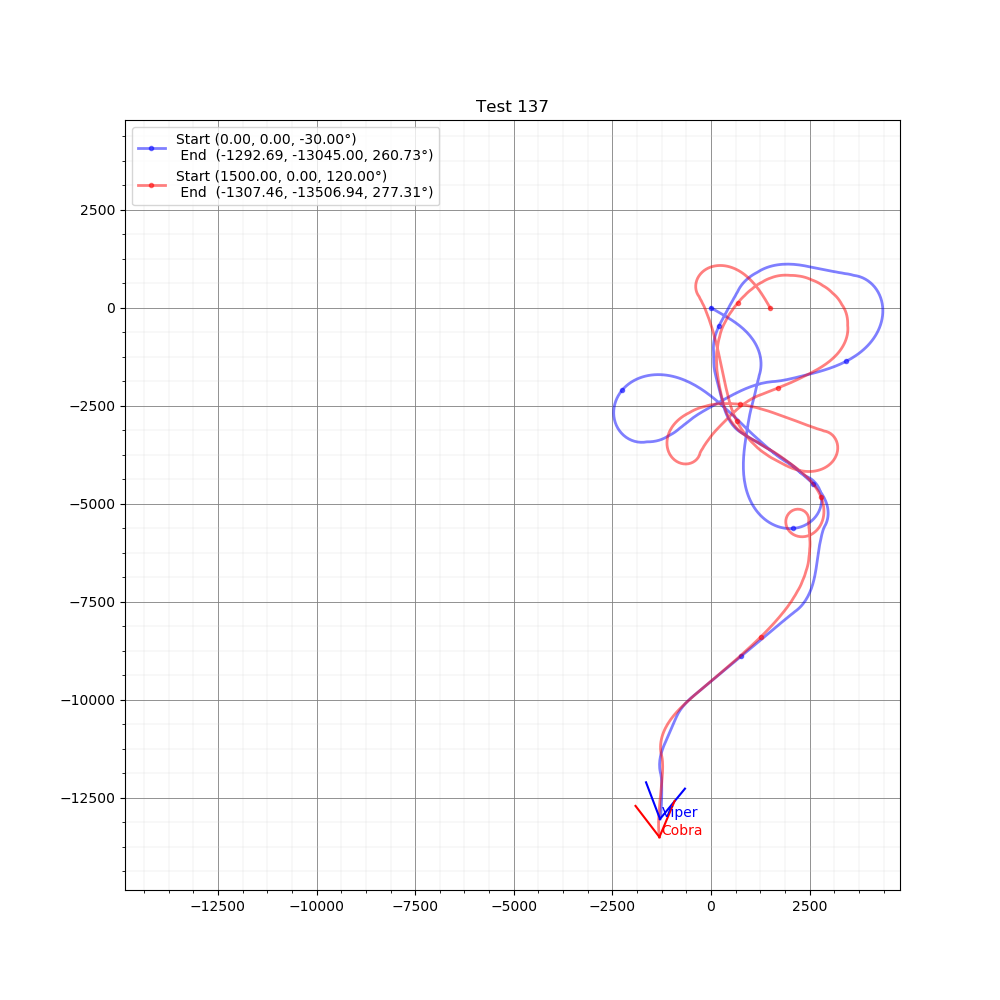 Test 137
Start (0.00, 0.00, -30.00°)
End  (-1292.69, -13045.00, 260.73°)
Start (1500.00, 0.00, 120.00°)
End  (-1307.46, -13506.94, 277.31°)
2500
0
−2500
−5000
−7500
−10000
−12500
Viper
Cobra
−12500 −10000 −7500 −5000 −2500 0 2500